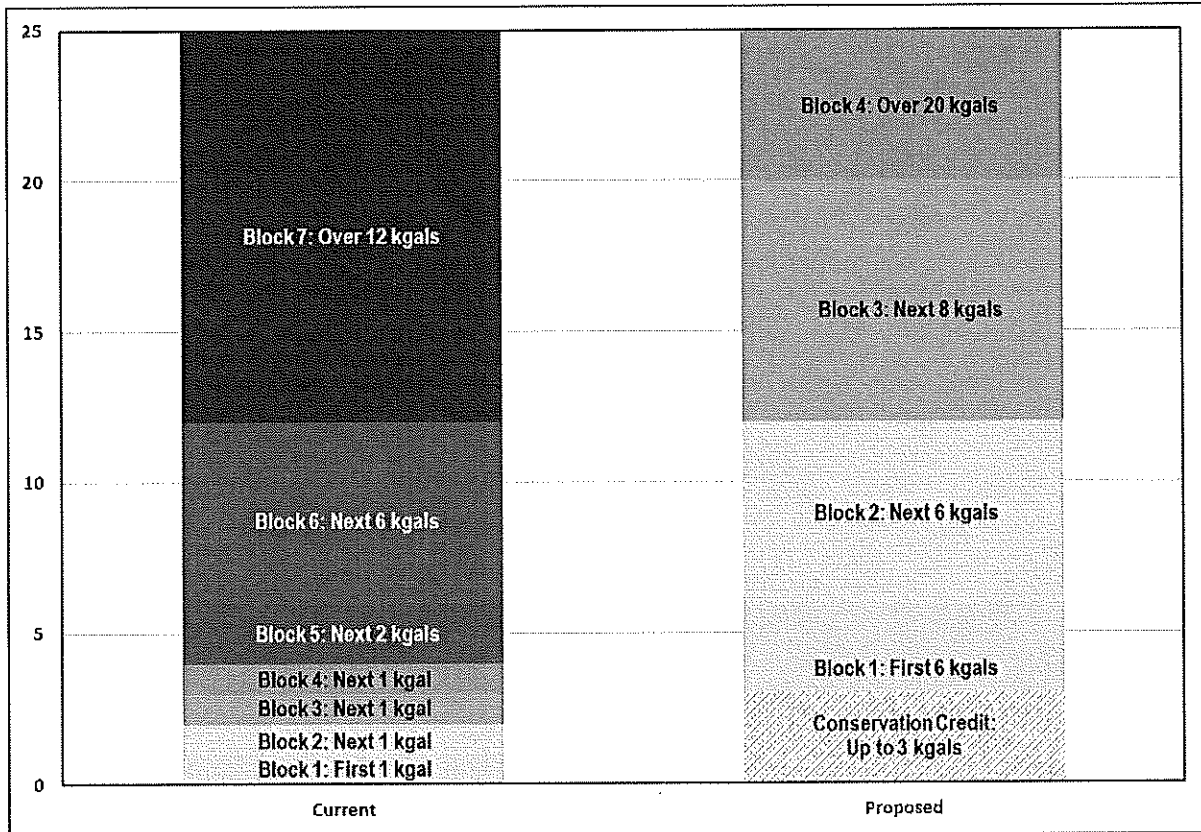 25
20
15
10
5
0
Block 7: Over 12 kgals
Block 6: Next 6 kgals
Block 5: Next 2 kgals
Block 4: Next 1 kgal
Block 3: Next 1 kgal
Block 2: Next 1 kgal
Block 1: First 1 kgal
Current
Block 4: Over 20 kgals
Block 3: Next 8 kgals
Block 2: Next 6 kgals
Block 1: First 6 kgals
Conservation Credit:
Up to 3 kgals
Proposed